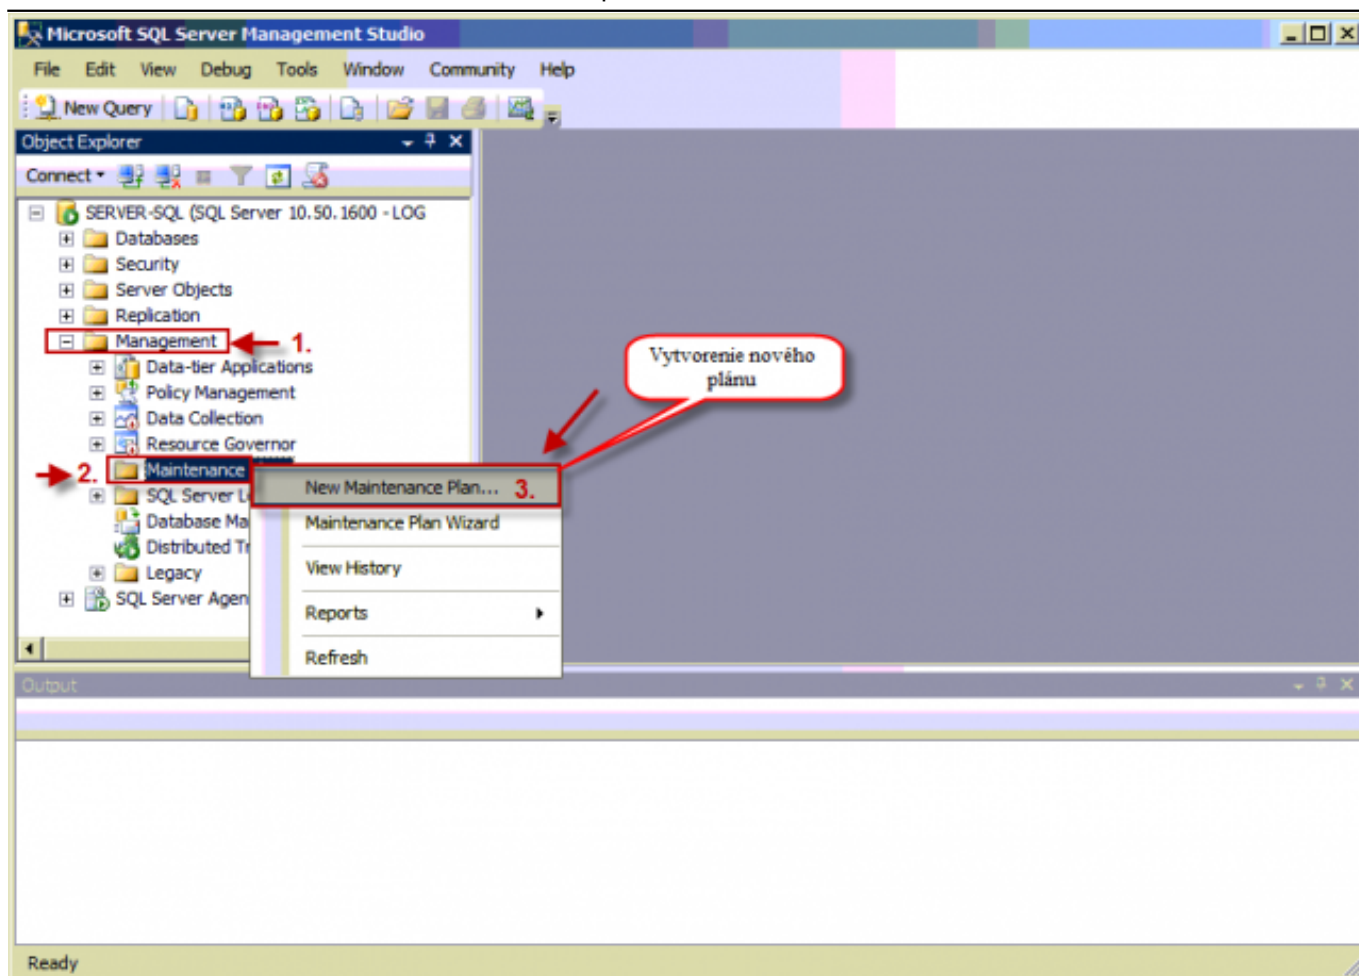 Microsoft SQL Server Management Studio
File Edit View Debug Tools Window Community Help
New Query
Object Explorer
Connect
SERVER-SQL (SQL Server 10.50.1600 - LOG
Databases
Security
Server Objects
Replication
Management 1.
Data-tier Applications
Policy Management
Data Collection
Resource Governor
2. Maintenance
SQL Server
Database
Distributed
Legacy
SQL Server
Vytvorenie nového
plánu
New Maintenance Plan... 3.
Maintenance Plan Wizard
View History
Reports
Refresh
Output
Ready